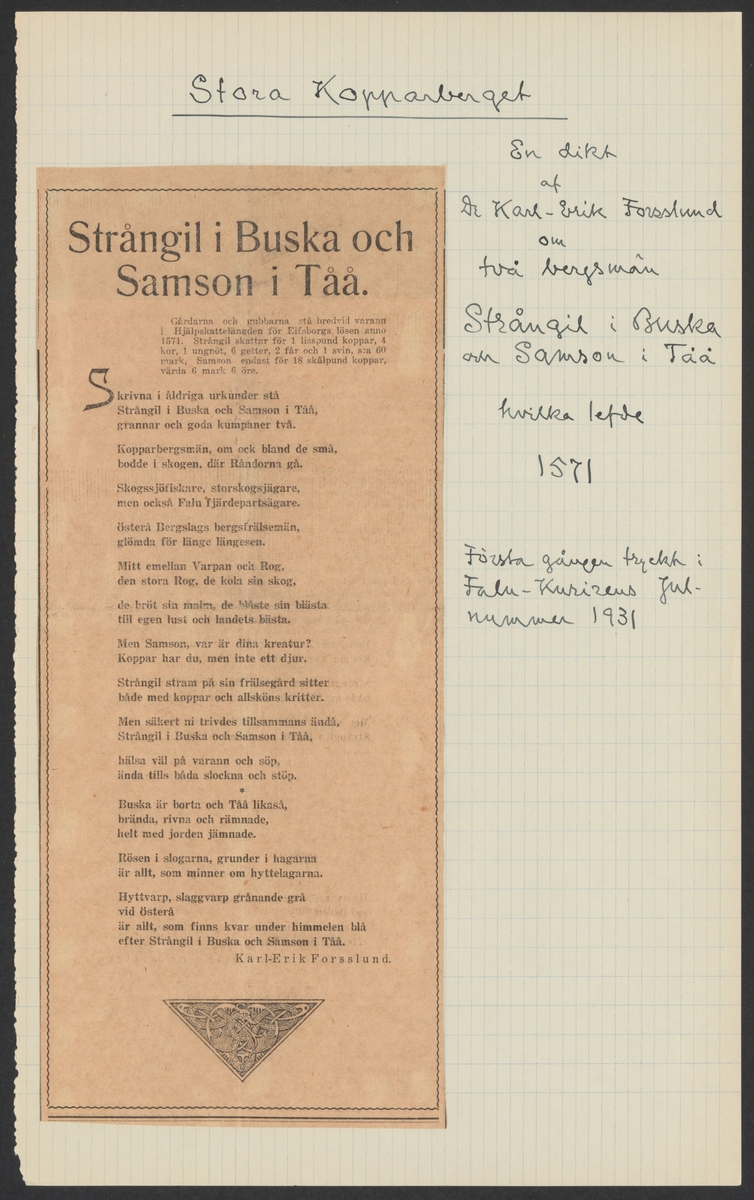 Stora Kopparberget
Strångil i Buska och
Samson i Tåå.
Gårdarna och gubbarna stå bredvid varann
i Hjälpskattelängden för Elfsborgs lösen anno
1571. Strångil skattar för 1 lisspund koppar, 4
kor, 1 ungnöt, 6 getter, 2 får och 1 svin, s:a 60
mark, Samson endast för 18 skålpund koppar,
värda 6 mark 6 öre.
Skrivna i åldriga urkunder stå
Strångil i Buska och Samson i Tåå,
grannar och goda kumpaner två.
Kopparbergsmän, om ock bland de små,
bodde i skogen, där Råndorna gå.
Skogssjöfiskare, storskogsjägare,
men också Falu fjärdepartsägare.
Österå Bergslags bergsfrälsemän,
glömda för länge längesen.
Mitt emellan Varpan och Rog,
den stora Rog, de kola sin skog,
de bröt sin malm, de blåste sin blästa
till egen lust och landets bästa.
Men Samson, var är dina kreatur?
Koppar har du, men inte ett djur.
Strångil stram på sin frälsegård sitter
både med koppar och allsköns kritter.
Men säkert ni trivdes tillsammans ändå,
Strångil i Buska och Samson i Tåå,
hälsa väl på varann och söp,
ända tills båda slockna och stöp.
*
Buska är borta och Tåå likaså,
brända, rivna och rämnade,
helt med jorden jämnade.
Rösen i slogarna, grunder i hagarna
är allt, som minner om hyttelagarna.
Hyttvarp, slaggvarp grånande grå
vid Österå
är allt, som finns kvar under himmelen blå
efter Strångil i Buska och Samson i Tåå.
Karl-Erik Forsslund.
En dikt
af
Dr Karl-Erik Forsslund
om
två bergsmän
Strångil i Buska
och Samson i Tåå
hvilka lefde
1571
Första gången tryckt i
Falu-Kurirens Jul-
nummer 1931